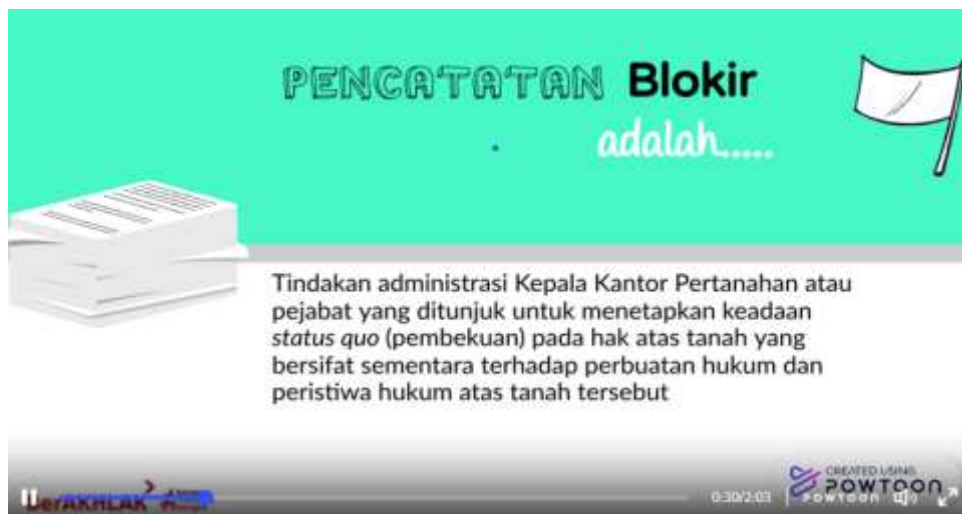 PENCATATAN Blokir
adalah.....
Tindakan administrasi Kepala Kantor Pertanahan atau
pejabat yang ditunjuk untuk menetapkan keadaan
status quo (pembekuan) pada hak atas tanah yang
bersifat sementara terhadap perbuatan hukum dan
peristiwa hukum atas tanah tersebut
CREATED USING
POWTOON
BerAKHLAK
0:30/2:03
POWTOON